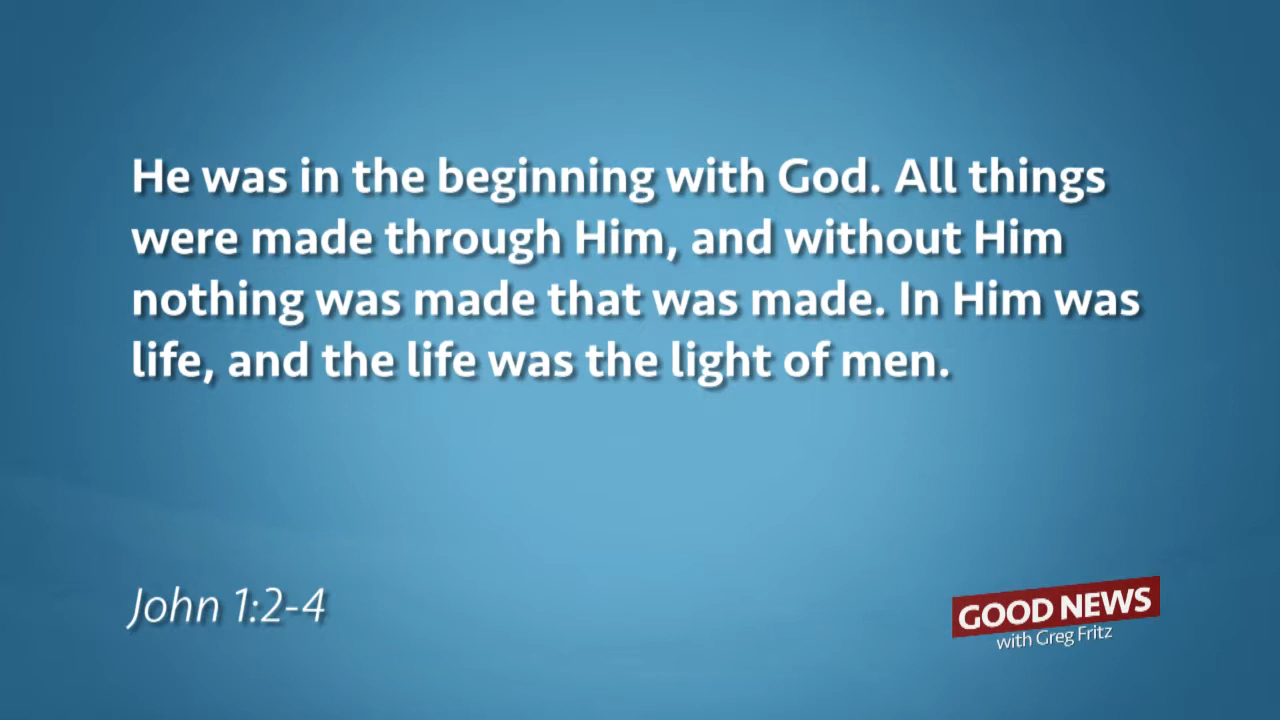 He was in the beginning with God. All things
were made through Him, and without Him
nothing was made that was made. In Him was
life, and the life was the light of men.
John 1:2-4
GOOD NEWS
with Greg Fritz